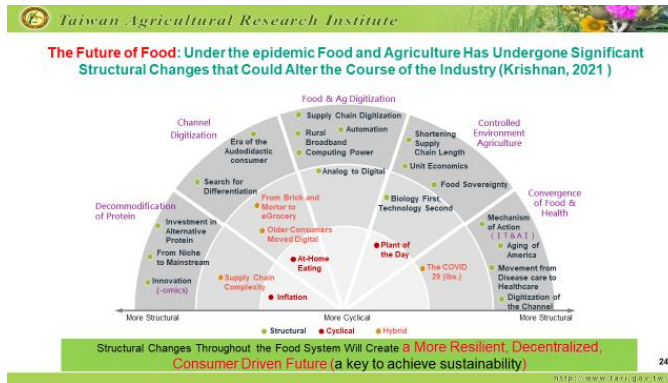 Taiwan Agricultural Research Institute
The Future of Food: Under the epidemic Food and Agriculture Has Undergone Significant
Structural Changes that Could Alter the Course of the Industry (Krishnan, 2021 )
Food & Ag Digitization
Channel
Digitization
Controlled
Environment
Agriculture
Decommodification
of Protein
Convergence
of Food &
Health
Supply Chain Digitization
Automation
Rural
Broadband
Computing Power
Analog to Digital
Era of the
Audodidactic
consumer
Search for
Differentiation
Shortening
Supply
Chain Length
Unit Economics
Food Sovereignty
Biology First,
Technology Second
From Brick and
Mortar to
eGrocery
Older Consumers
Moved Digital
At-Home
Eating
Plant of
the Day
Investment in
Alternative
Protein
From Niche
to Mainstream
Innovation
(-omics)
Supply Chain
Complexity
Inflation
The COVID
29 (lbs.)
Mechanism
of Action
( I T & A I )
Aging of
America
Movement from
Disease care to
Healthcare
Digitization of
the Channel
More Structural
More Cyclical
More Structural
Structural
Cyclical
Hybrid
Structural Changes Throughout the Food System Will Create a More Resilient, Decentralized,
Consumer Driven Future (a key to achieve sustainability)
24
http://www.tari.gov.tw